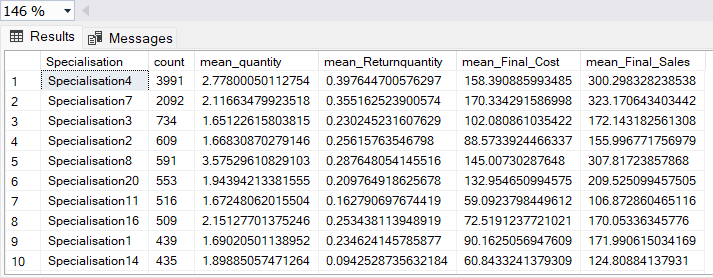 146 %
Results Messages
Specialisation count mean_quantity mean_Returnquantity mean_Final_Cost mean_Final_Sales
1 Specialisation4 3991 2.77800050112754 0.397644700576297 158.390885993485 300.298328238538
2 Specialisation7 2092 2.11663479923518 0.355162523900574 170.334291586998 323.170643403442
3 Specialisation3 734 1.65122615803815 0.230245231607629 102.080861035422 172.143182561308
4 Specialisation2 609 1.66830870279146 0.25615763546798 88.5733924466337 155.996771756979
5 Specialisation8 591 3.57529610829103 0.287648054145516 145.00730287648 307.81723857868
6 Specialisation20 553 1.94394213381555 0.209764918625678 132.954650994575 209.525099457505
7 Specialisation11 516 1.67248062015504 0.162790697674419 59.0923798449612 106.872860465116
8 Specialisation16 509 2.15127701375246 0.253438113948919 72.5191237721021 170.05336345776
9 Specialisation1 439 1.69020501138952 0.234624145785877 90.1625056947609 171.990615034169
10 Specialisation14 435 1.89885057471264 0.0942528735632184 60.8433241379309 124.80884137931